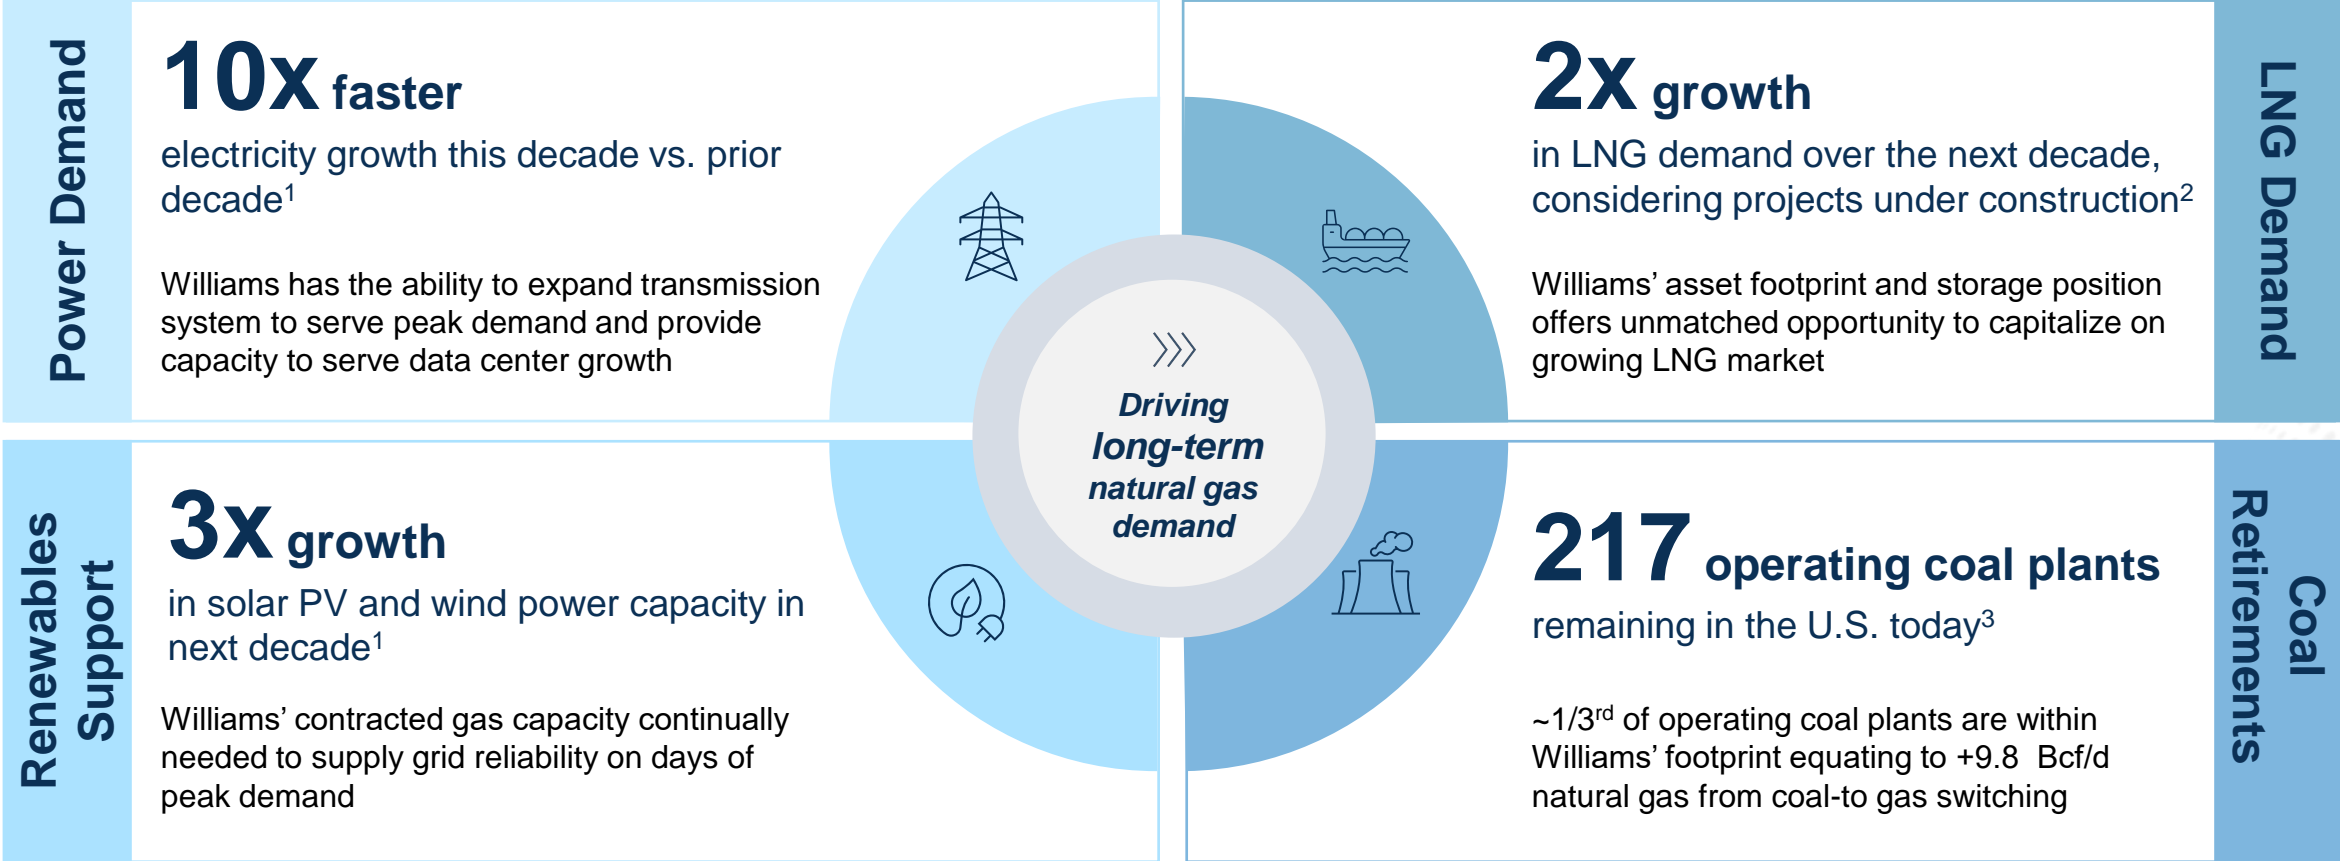 Power Demand
10x faster
electricity growth this decade vs. prior
decade¹
Williams has the ability to expand transmission
system to serve peak demand and provide
capacity to serve data center growth
2x growth
in LNG demand over the next decade,
considering projects under construction²
Williams’ asset footprint and storage position
offers unmatched opportunity to capitalize on
growing LNG market
LNG Demand
Driving
long-term
natural gas
demand
Renewables
Support
3x growth
in solar PV and wind power capacity in
next decade¹
Williams’ contracted gas capacity continually
needed to supply grid reliability on days of
peak demand
217 operating coal plants
remaining in the U.S. today³
~1/3rd of operating coal plants are within
Williams’ footprint equating to +9.8 Bcf/d
natural gas from coal-to gas switching
Coal
Retirements